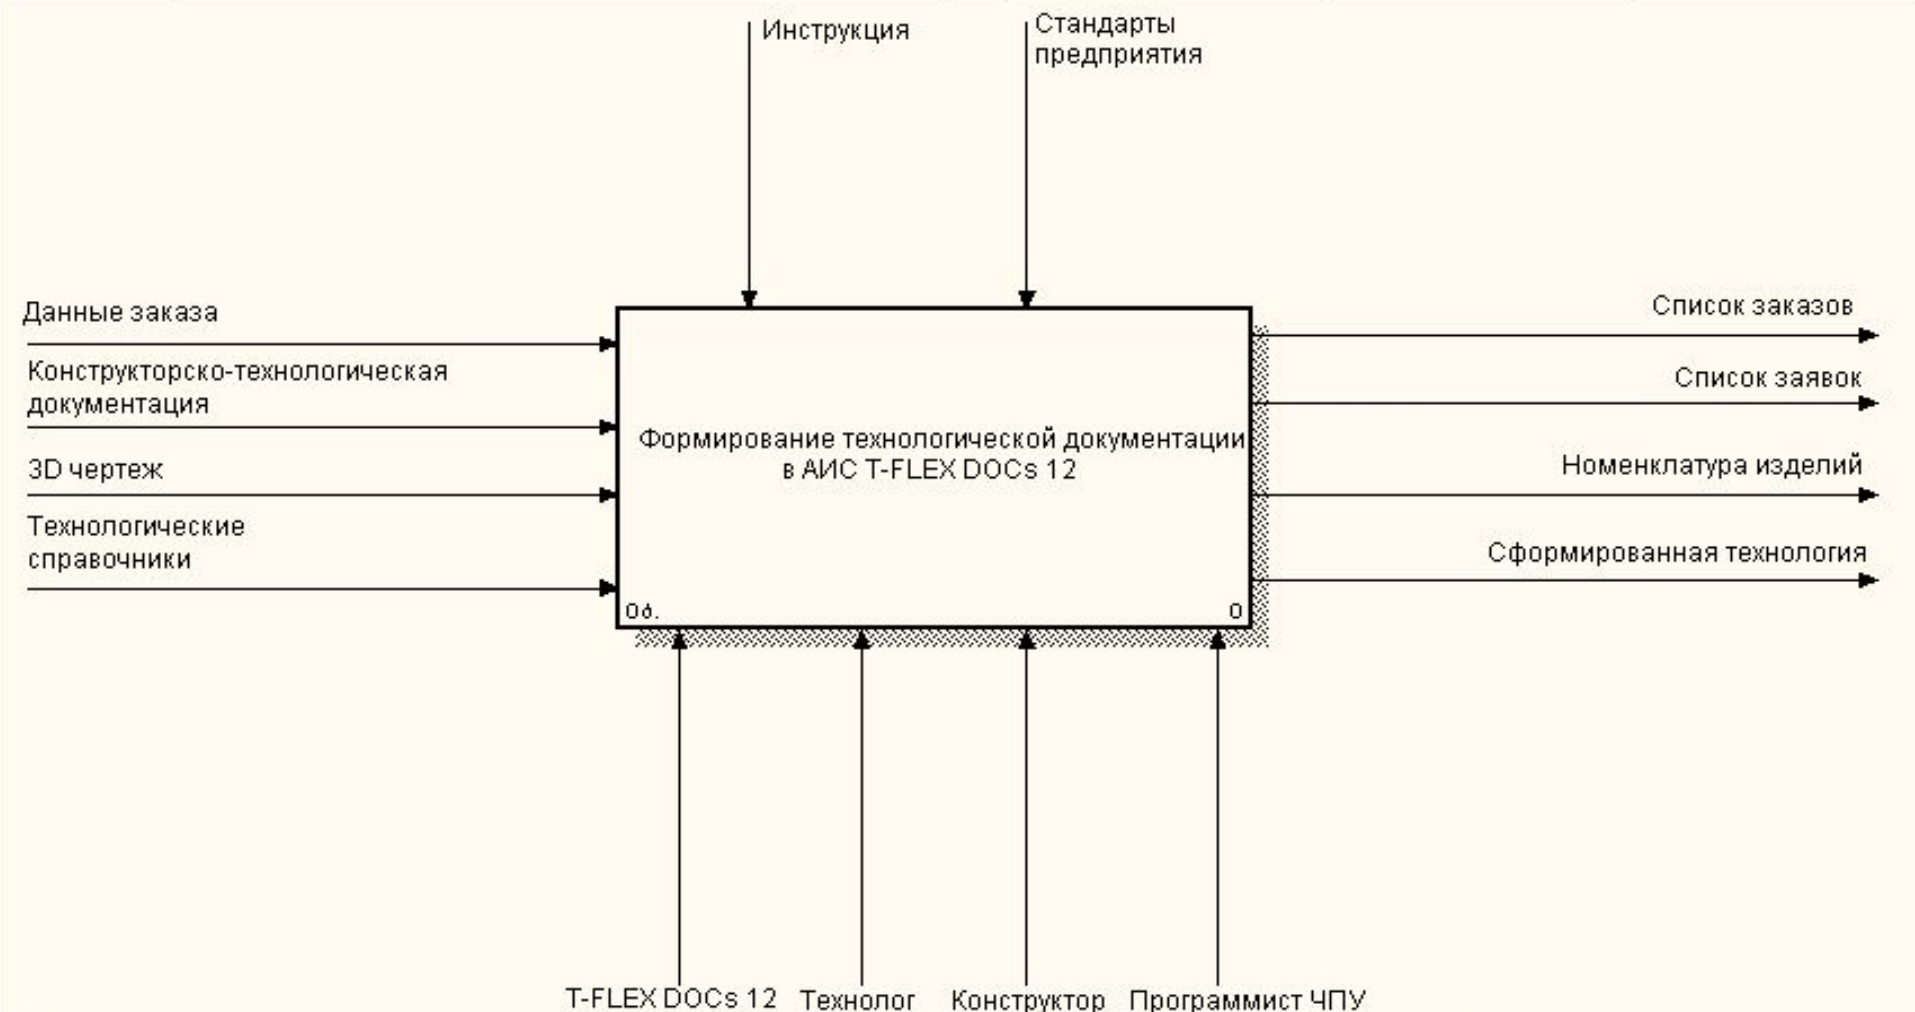 Инструкция
Стандарты
предприятия
Данные заказа
Конструкторско-технологическая
документация
3D чертеж
Технологические
справочники
Формирование технологической документации
в АИС T-FLEX DOCs 12
0д.
0
Список заказов
Список заявок
Номенклатура изделий
Сформированная технология
T-FLEX DOCs 12
Технолог
Конструктор
Программист ЧПУ